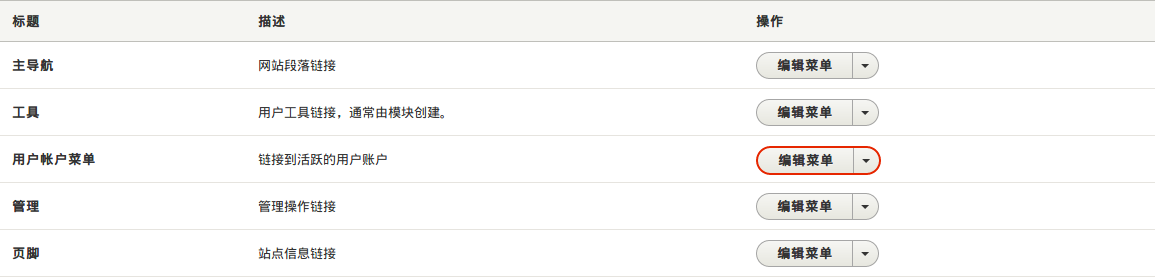 标题 描述 操作
主导航 网站段落链接 编辑菜单
工具 用户工具链接，通常由模块创建。 编辑菜单
用户帐户菜单 链接到活跃的用户账户 编辑菜单
管理 管理操作链接 编辑菜单
页脚 站点信息链接 编辑菜单